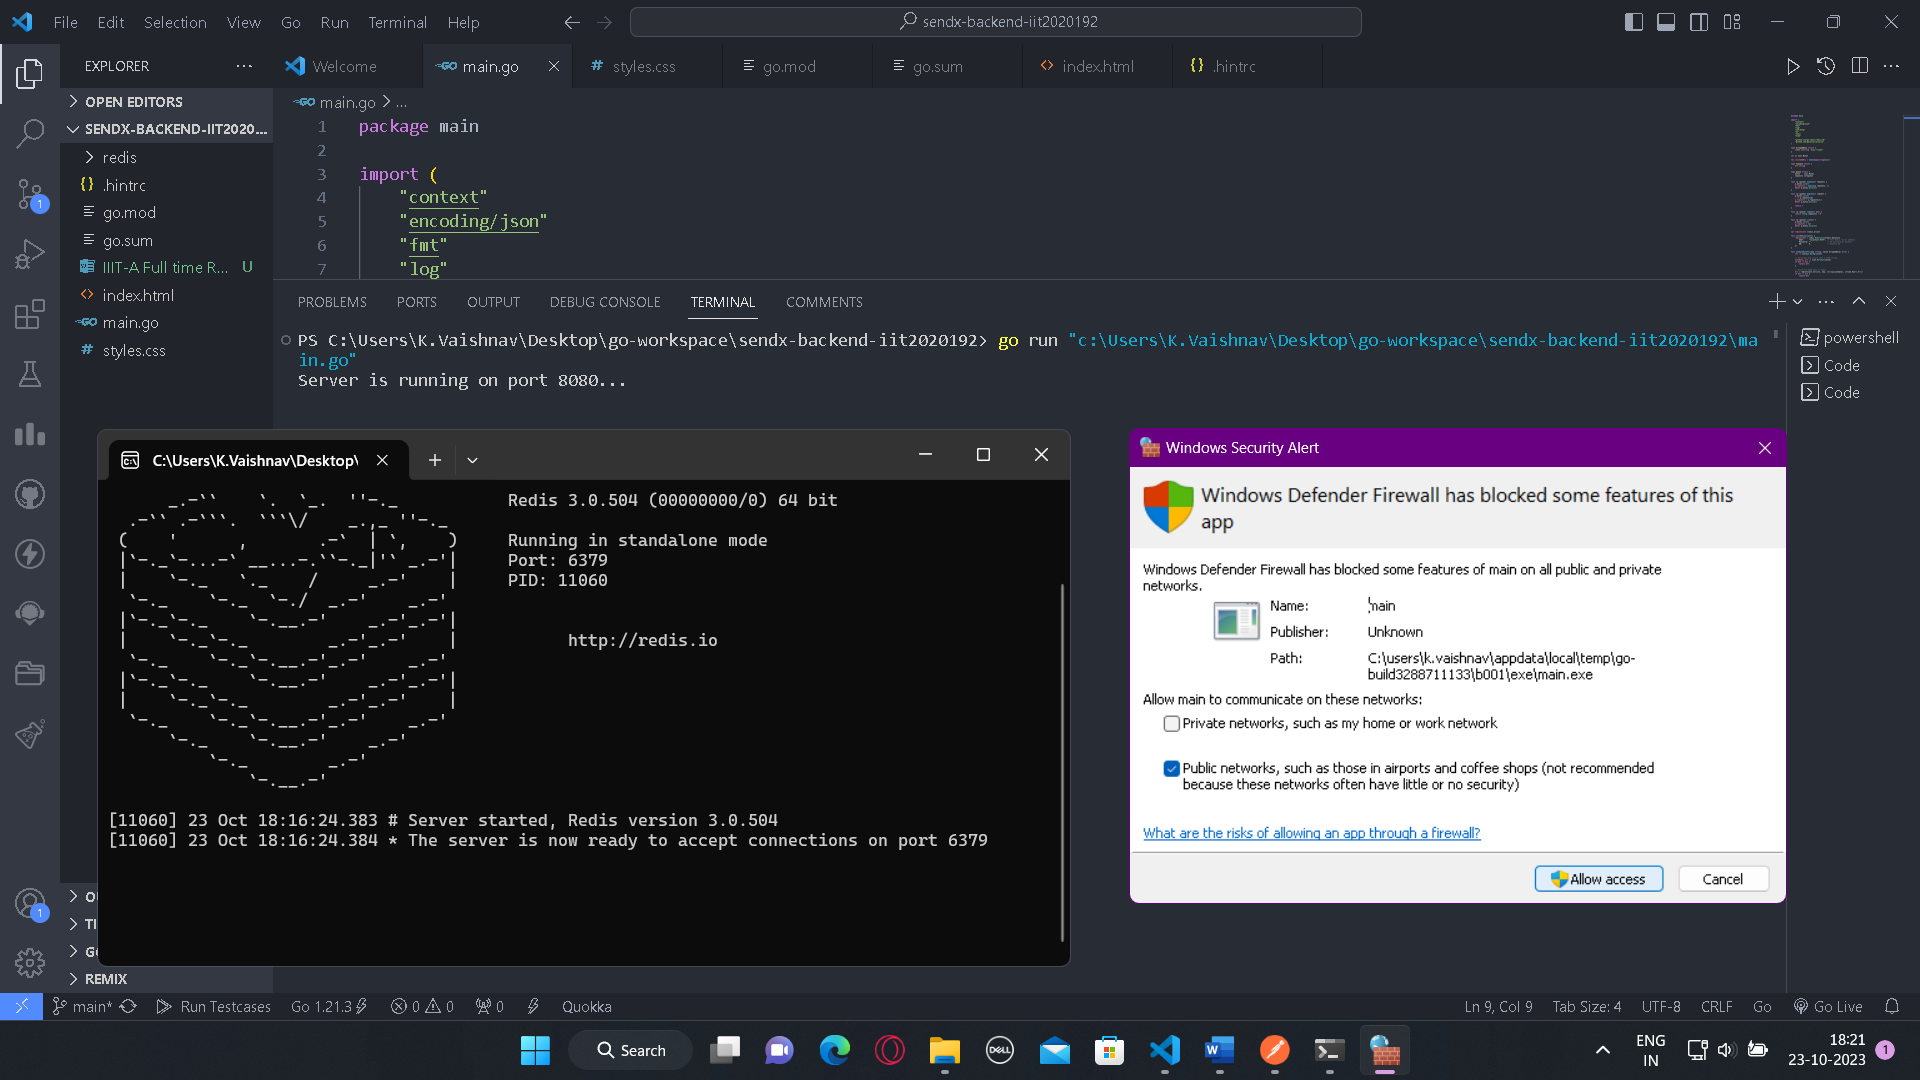 File Edit Selection View Go Run Terminal Help
sendx-backend-iit2020192
EXPLORER
Welcome
main.go
styles.css
go.mod
go.sum
index.html
.hintrc
OPEN EDITORS
SENDX-BACKEND-IIT2020...
redis
.hintrc
go.mod
go.sum
IIIT-A Full time R... U
index.html
main.go
styles.css
main.go > ...
1 package main
2
3 import (
4 "context"
5 "encoding/json"
6 "fmt"
7 "log"
PROBLEMS PORTS OUTPUT DEBUG CONSOLE TERMINAL COMMENTS
PS C:\Users\K.Vaishnav\Desktop\go-workspace\sendx-backend-iit2020192> go run "c:\Users\K.Vaishnav\Desktop\go-workspace\sendx-backend-iit2020192\ma
in.go"
Server is running on port 8080...
powershell
Code
Code
C:\Users\K.Vaishnav\Desktop\
Redis 3.0.504 (00000000/0) 64 bit
Running in standalone mode
Port: 6379
PID: 11060
http://redis.io
[11060] 23 Oct 18:16:24.383 # Server started, Redis version 3.0.504
[11060] 23 Oct 18:16:24.384 * The server is now ready to accept connections on port 6379
Windows Security Alert
Windows Defender Firewall has blocked some features of this
app
Windows Defender Firewall has blocked some features of main on all public and private
networks.
Name: main
Publisher: Unknown
Path: C:\users\k.vaishnav\appdata\local\temp\go-
build3288711133\b001\exe\main.exe
Allow main to communicate on these networks:
Private networks, such as my home or work network
Public networks, such as those in airports and coffee shops (not recommended
because these networks often have little or no security)
What are the risks of allowing an app through a firewall?
Allow access
Cancel
REMIX
main* Run Testcases Go 1.21.3 0 0 0 Quokka
Ln 9, Col 9 Tab Size: 4 UTF-8 CRLF Go Go Live
1
1
Search
DELL
ENG
IN
18:21
23-10-2023
1